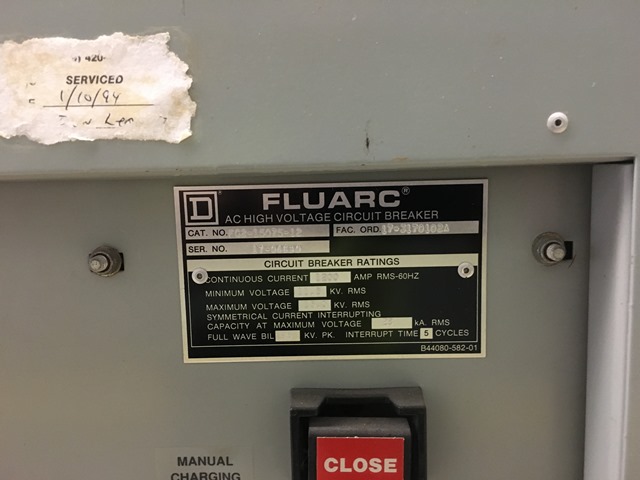 SERVICED
1/10/94
D
FLUARC®
AC HIGH VOLTAGE CIRCUIT BREAKER
CAT. NO. FAC. ORD.
SER. NO.
CIRCUIT BREAKER RATINGS
CONTINUOUS CURRENT AMP RMS-60HZ
MINIMUM VOLTAGE KV. RMS
MAXIMUM VOLTAGE KV. RMS
SYMMETRICAL CURRENT INTERRUPTING
CAPACITY AT MAXIMUM VOLTAGE kA. RMS
FULL WAVE BIL KV. PK. INTERRUPT TIME 5 CYCLES
B44080-582-01
CLOSE
MANUAL
CHARGING